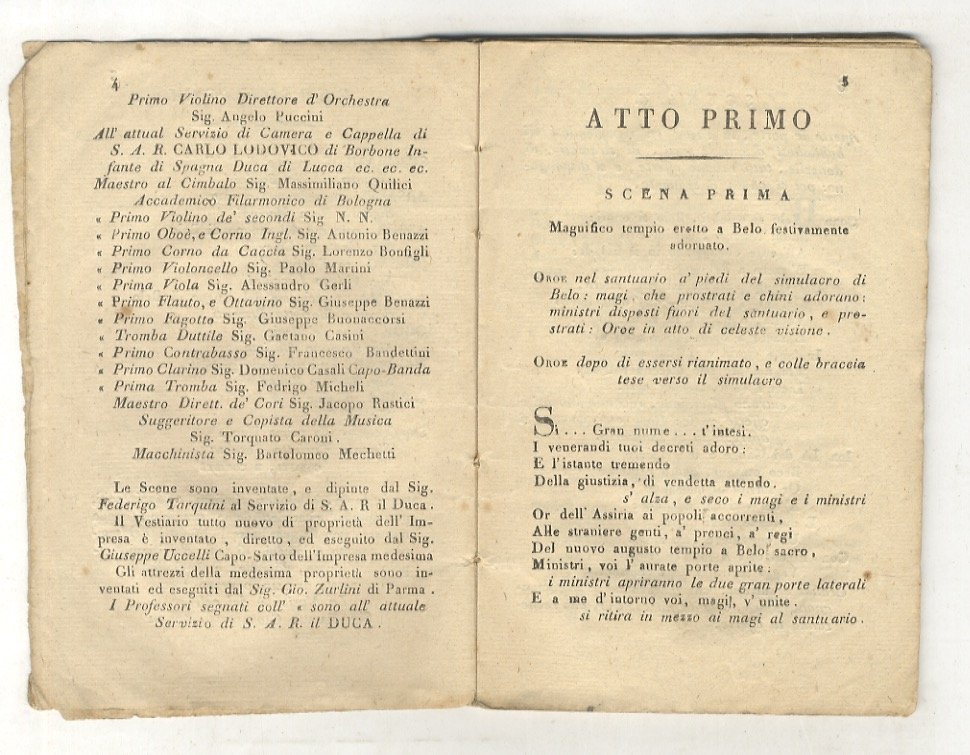 4
Primo Violino Direttore d' Orchestra
Sig. Angelo Puccini
All' attual Servizio di Camera e Cappella di
S. A. R. CARLO LODOVICO di Borbone In-
fante di Spagna Duca di Lucca ec. ec. ec.
Maestro al Cimbalo Sig. Massimiliano Quilici
Accademico Filarmonico di Bologna
« Primo Violino de' secondi Sig N. N.
« Primo Oboè, e Corno Ingl. Sig. Antonio Benazzi
« Primo Corno da Caccia Sig. Lorenzo Bonfigli
« Primo Violoncello Sig. Paolo Martini
« Prima Viola Sig. Alessandro Gerli
« Primo Flauto, e Ottavino Sig. Giuseppe Benazzi
« Primo Fagotto Sig. Giuseppe Buonaccorsi
« Tromba Duttile Sig. Gaetano Casini
« Primo Contrabasso Sig. Francesco Bandettini
« Primo Clarino Sig. Domenico Casali Capo-Banda
« Prima Tromba Sig. Fedrigo Micheli
Maestro Dirett. de' Cori Sig. Jacopo Rustici
Suggeritore e Copista della Musica
Sig. Torquato Caroni.
Macchinista Sig. Bartolomeo Mechetti
Le Scene sono inventate, e dipinte dal Sig.
Federigo Tarquini al Servizio di S. A. R il Duca.
Il Vestiario tutto nuovo di proprietà dell' Im-
presa è inventato, diretto, ed eseguito dal Sig.
Giuseppe Uccelli Capo-Sarto dell'Impresa medesima
Gli attrezzi della medesima proprietà sono in-
ventati ed eseguiti dal Sig. Gio. Zurlini di Parma.
I Professori segnati coll' « sono all' attuale
Servizio di S. A. R. il DUCA.
5
ATTO PRIMO
SCENA PRIMA
Magnifico tempio eretto a Belo festivamente
adornato.
OROE nel santuario a' piedi del simulacro di
Belo: magi che prostrati e chini adorano:
ministri disposti fuori del santuario, e pro-
strati: Oroe in atto di celeste visione.
OROE dopo di essersi rianimato, e colle braccia
tese verso il simulacro
Si... Gran nume... t'intesi.
I venerandi tuoi decreti adoro:
E l'istante tremendo
Della giustizia, di vendetta attendo.
s' alza, e seco i magi e i ministri
Or dell' Assiria ai popoli accorrenti,
Alle straniere genti, a' prenci, a' regi
Del nuovo augusto tempio a Belo sacro,
Ministri, voi l' aurate porte aprite:
i ministri apriranno le due gran porte laterali
E a me d'intorno voi, magi, v' unite.
si ritira in mezzo ai magi al santuario.